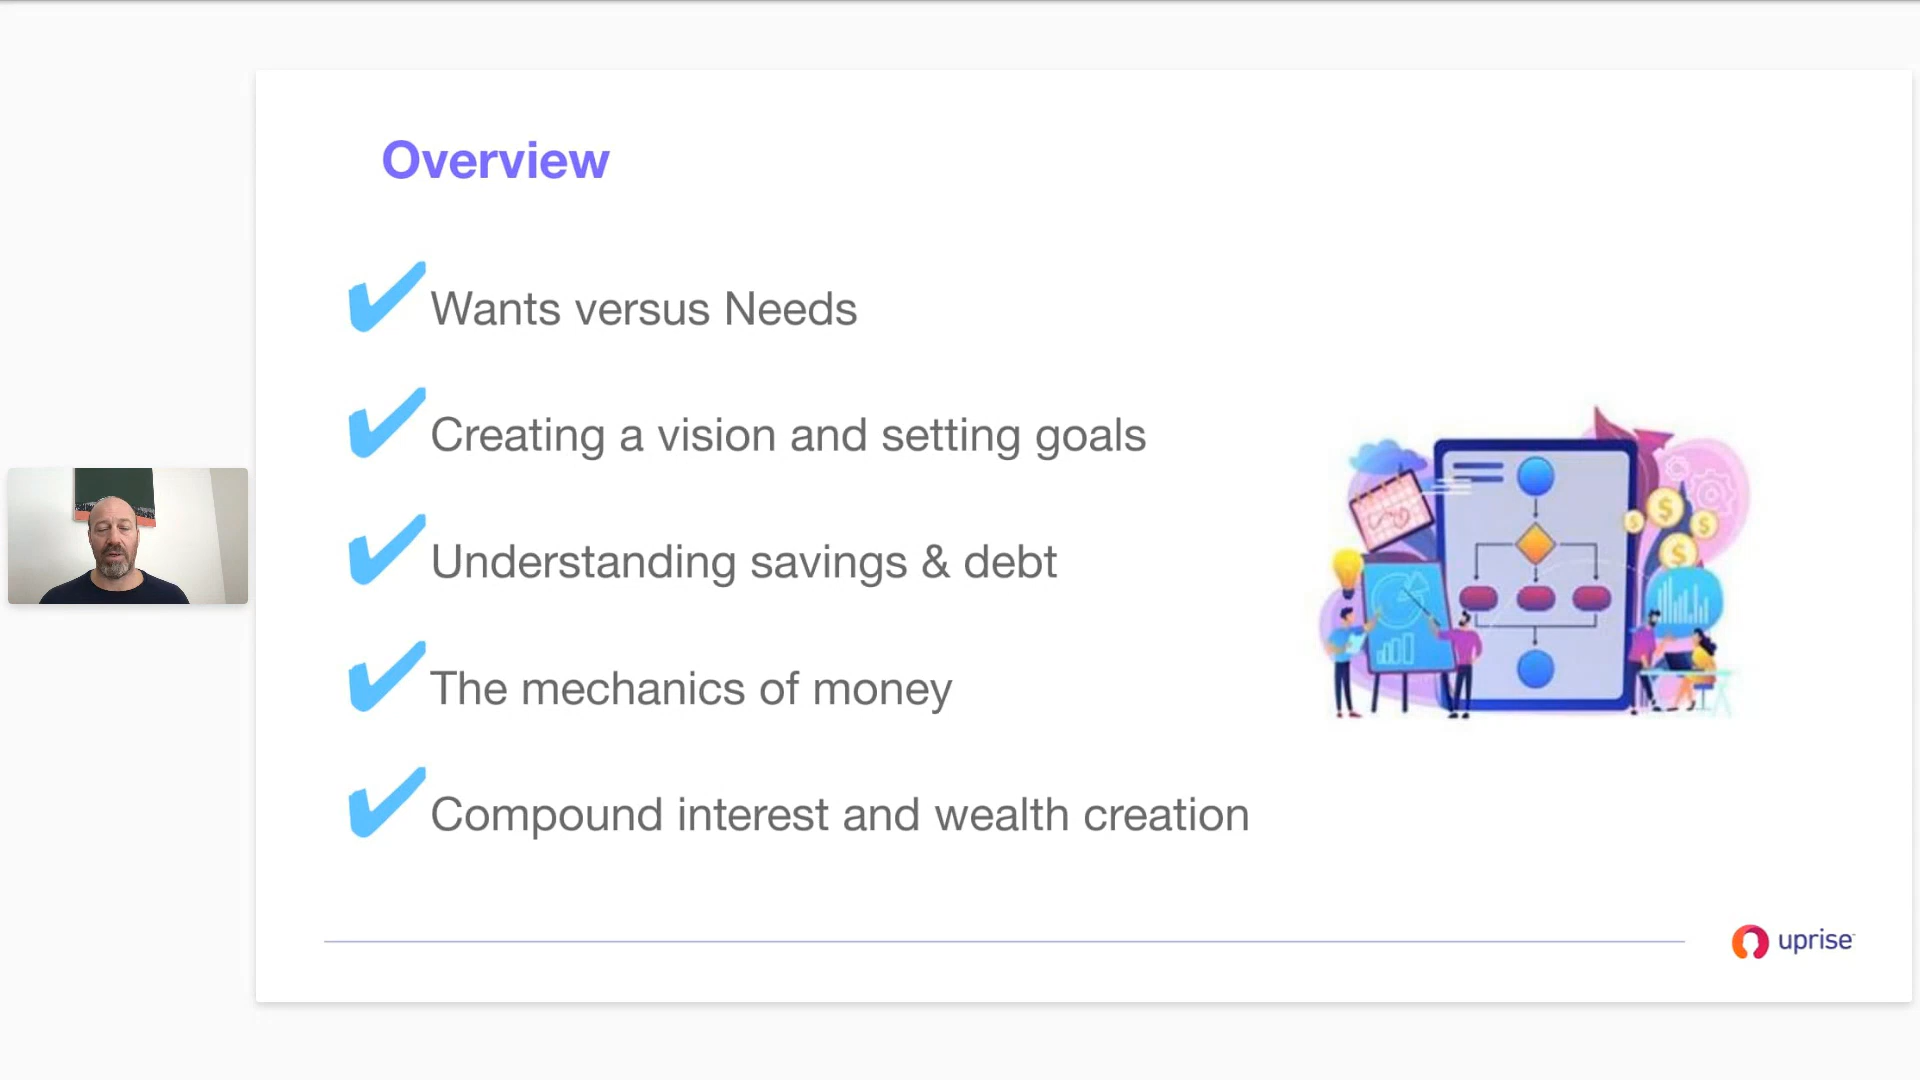 Overview
Wants versus Needs
Creating a vision and setting goals
Understanding savings & debt
The mechanics of money
Compound interest and wealth creation
uprise